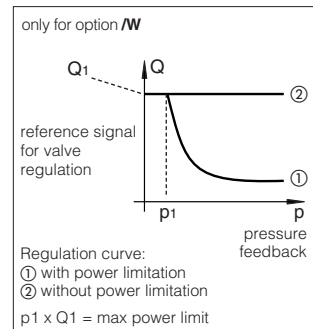 only for option /W
Q1
Q
②
reference signal
for valve
regulation
①
p1
p
pressure
feedback
Regulation curve:
① with power limitation
② without power limitation
p1 x Q1 = max power limit